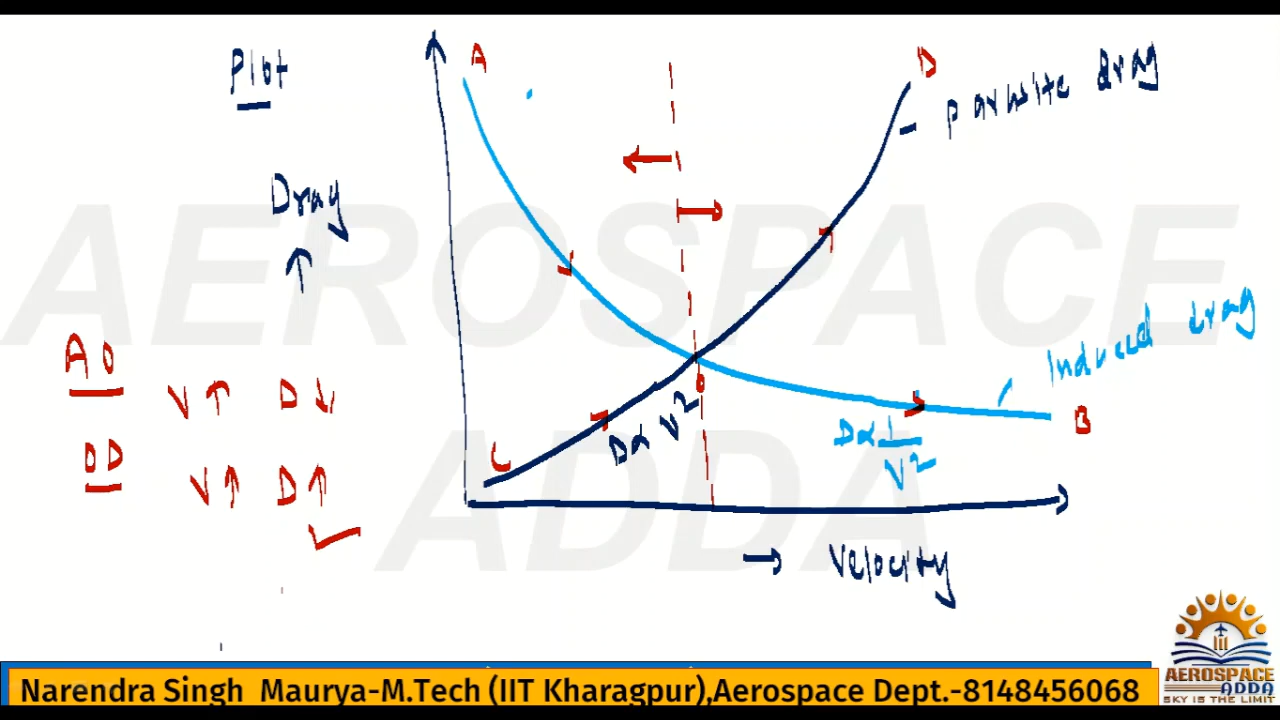 Plot
A
D
parasite drag
Drag
↑
Induced drag
AO
V↑ D↓
O
B
D∝V²
D∝1/V²
OD
V↑ D↑
C
→ Velocity
AEROSPACE
ADDA
Narendra Singh Maurya-M.Tech (IIT Kharagpur),Aerospace Dept.-8148456068
AEROSPACE
ADDA
SKY IS THE LIMIT